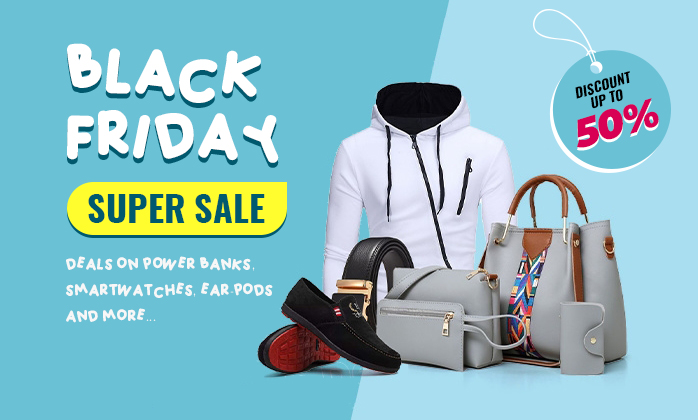 BLACK
FRIDAY
SUPER SALE
DEALS ON POWER BANKS,
SMARTWATCHES, EAR-PODS
AND MORE...
DISCOUNT
UP TO
50%